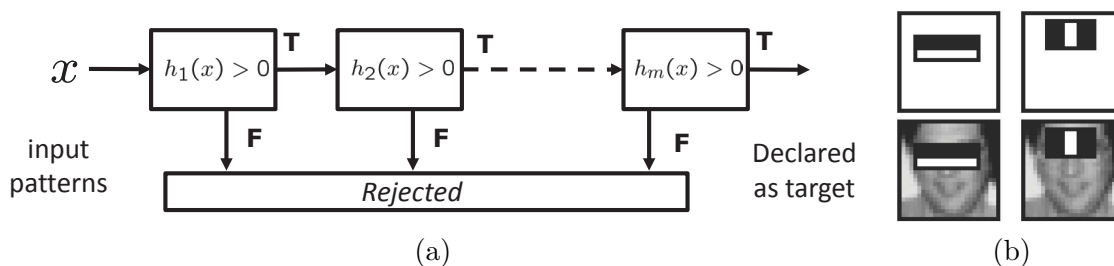 x
h₁(x) > 0
T
h₂(x) > 0
T
hₘ(x) > 0
T
F
F
F
input
patterns
Rejected
Declared
as target
(a)
(b)